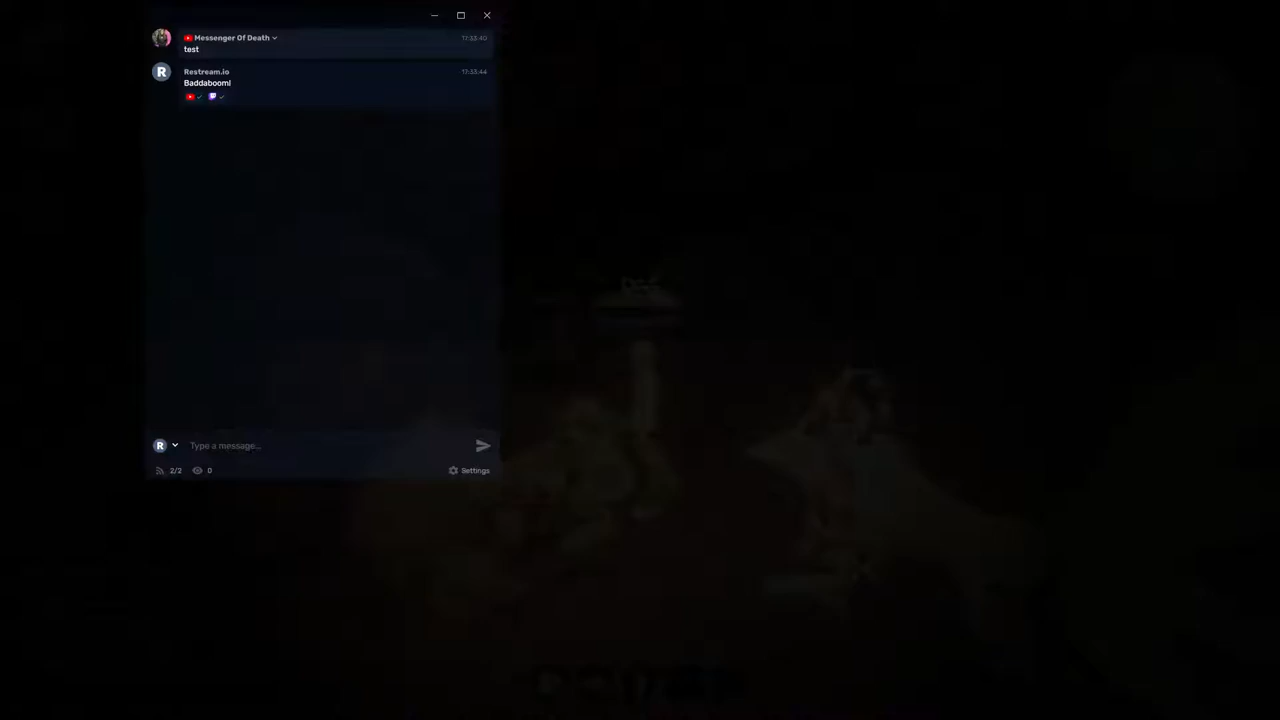 Messenger Of Death
17:33:40
test
R
Restream.io
17:33:44
Baddaboom!
R
Type a message...
2/2
0
Settings